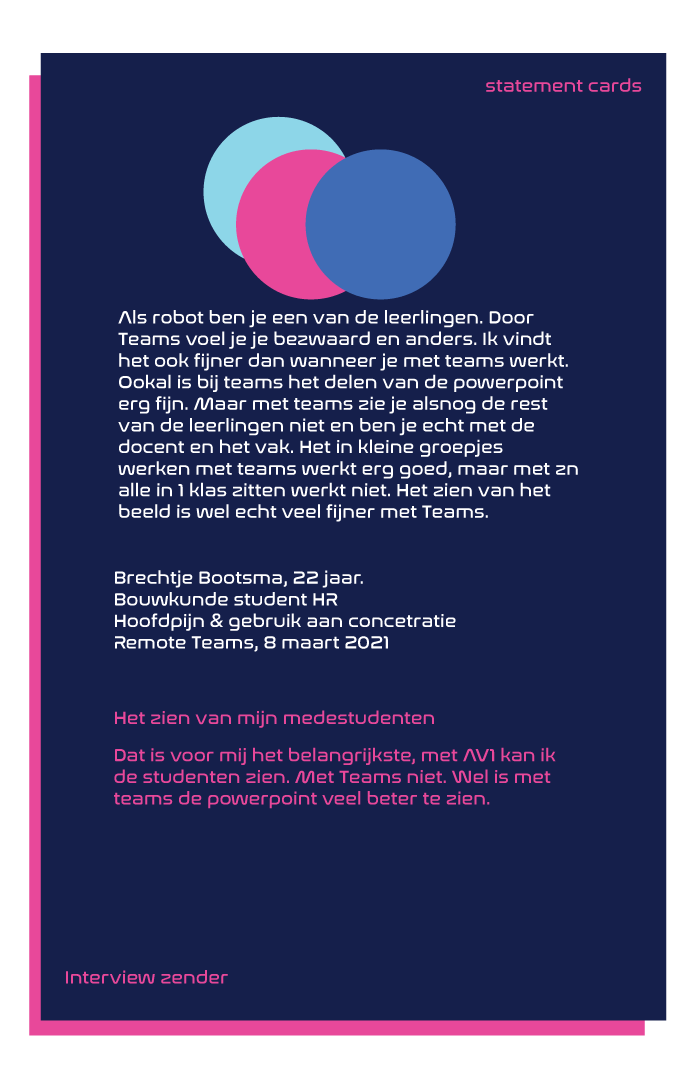 statement cards
Als robot ben je een van de leerlingen. Door
Teams voel je je bezwaard en anders. Ik vindt
het ook fijner dan wanneer je met teams werkt.
Ookal is bij teams het delen van de powerpoint
erg fijn. Maar met teams zie je alsnog de rest
van de leerlingen niet en ben je echt met de
docent en het vak. Het in kleine groepjes
werken met teams werkt erg goed, maar met zn
alle in 1 klas zitten werkt niet. Het zien van het
beeld is wel echt veel fijner met Teams.
Brechtje Bootsma, 22 jaar.
Bouwkunde student HR
Hoofdpijn & gebruik aan concetratie
Remote Teams, 8 maart 2021
Het zien van mijn medestudenten
Dat is voor mij het belangrijkste, met AV1 kan ik
de studenten zien. Met Teams niet. Wel is met
teams de powerpoint veel beter te zien.
Interview zender